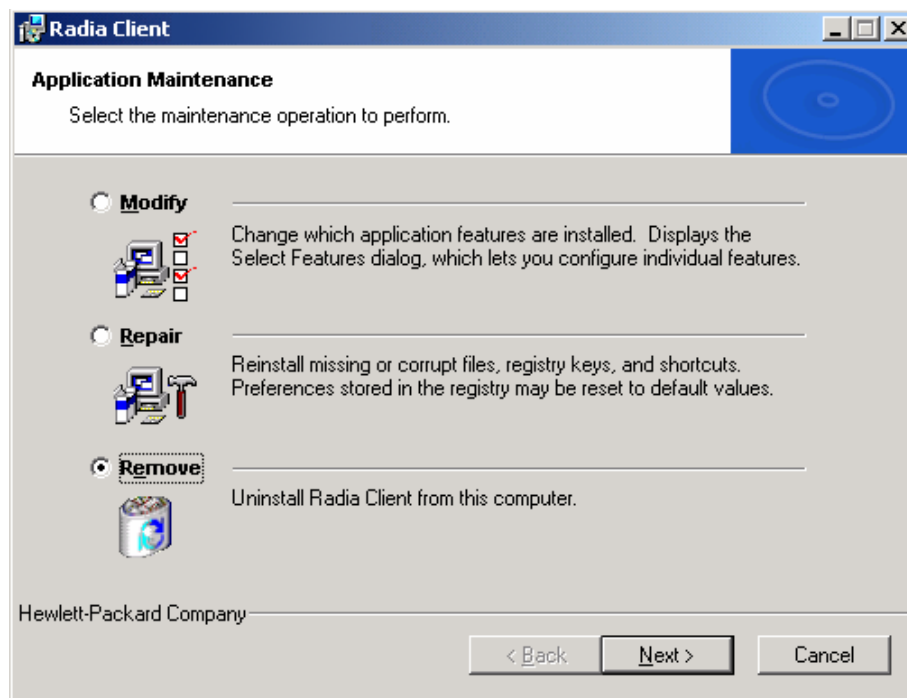 Radia Client
Application Maintenance
Select the maintenance operation to perform.
Modify
Change which application features are installed.  Displays the
Select Features dialog, which lets you configure individual features.
Repair
Reinstall missing or corrupt files, registry keys, and shortcuts.
Preferences stored in the registry may be reset to default values.
Remove
Uninstall Radia Client from this computer.
Hewlett-Packard Company
< Back   Next >   Cancel